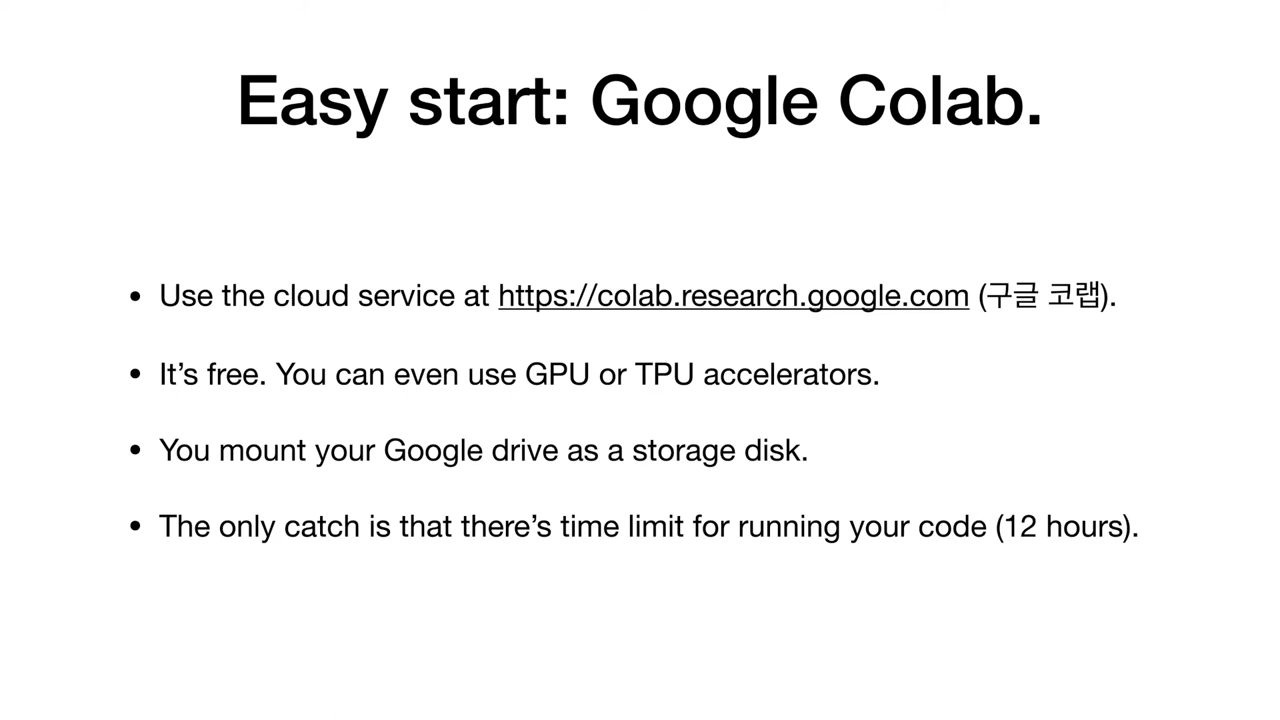 Easy start: Google Colab.
• Use the cloud service at https://colab.research.google.com (구글 코랩).
• It’s free. You can even use GPU or TPU accelerators.
• You mount your Google drive as a storage disk.
• The only catch is that there’s time limit for running your code (12 hours).